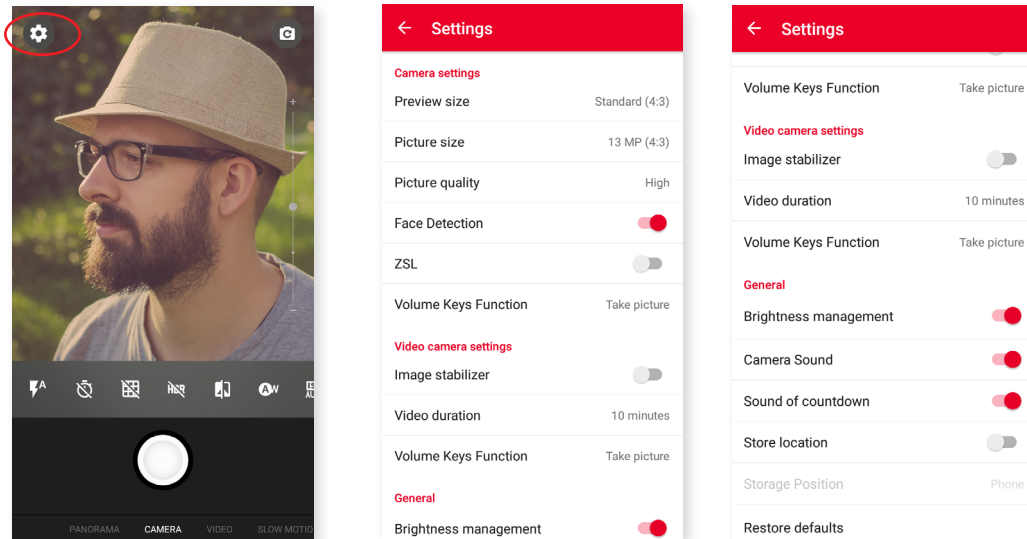 A
HDR
AW
PANORAMA CAMERA VIDEO SLOW MOTIO
Settings
Camera settings
Preview size Standard (4:3)
Picture size 13 MP (4:3)
Picture quality High
Face Detection
ZSL
Volume Keys Function Take picture
Video camera settings
Image stabilizer
Video duration 10 minutes
Volume Keys Function Take picture
General
Brightness management
Settings
Volume Keys Function Take picture
Video camera settings
Image stabilizer
Video duration 10 minutes
Volume Keys Function Take picture
General
Brightness management
Camera Sound
Sound of countdown
Store location
Storage Position Phone
Restore defaults